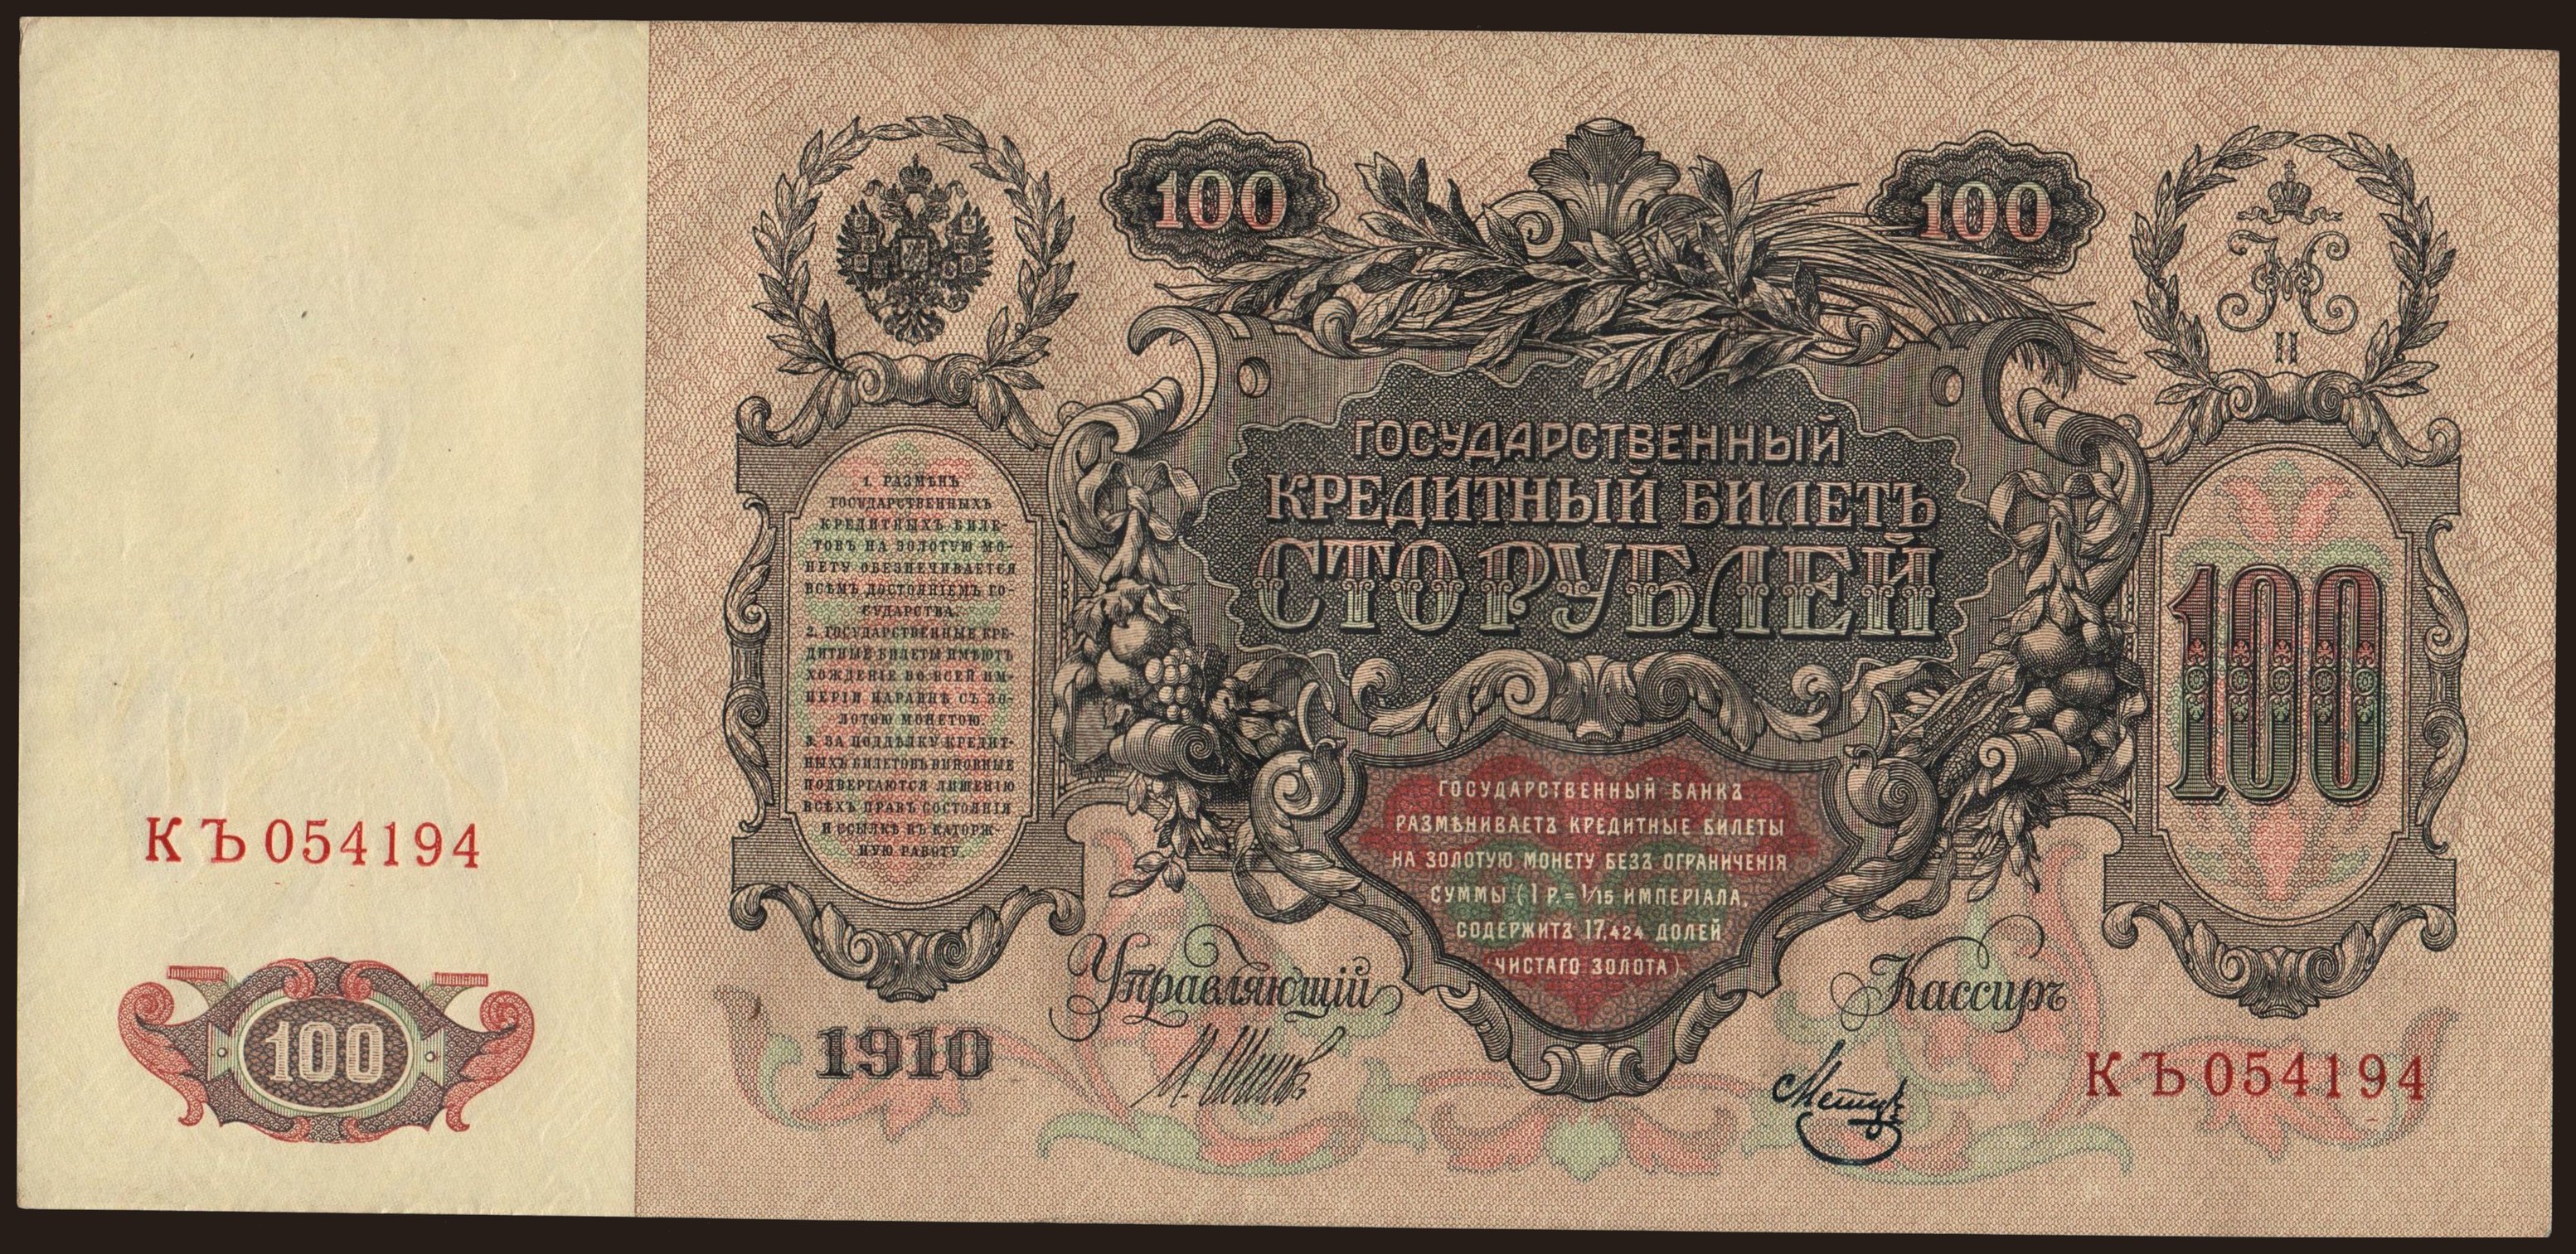 100
100
II
ГОСУДАРСТВЕННЫЙ
КРЕДИТНЫЙ БИЛЕТЪ
СТО РУБЛЕЙ
1. РАЗМѢНЪ
ГОСУДАРСТВЕННЫХЪ
КРЕДИТНЫХЪ БИЛЕ-
ТОВЪ НА ЗОЛОТУЮ МО-
НЕТУ ОБЕЗПЕЧИВАЕТСЯ
ВСѢМЪ ДОСТОЯНІЕМЪ ГО-
СУДАРСТВА.
2. ГОСУДАРСТВЕННЫЕ КРЕ-
ДИТНЫЕ БИЛЕТЫ ИМѢЮТЪ
ХОЖДЕНІЕ ВО ВСЕЙ ИМ-
ПЕРІИ НАРАВНѢ СЪ ЗО-
ЛОТОЮ МОНЕТОЮ.
3. ЗА ПОДДѢЛКУ КРЕДИТ-
НЫХЪ БИЛЕТОВЪ ВИНОВНЫЕ
ПОДВЕРГАЮТСЯ ЛИШЕНІЮ
ВСѢХЪ ПРАВЪ СОСТОЯНІЯ
И ССЫЛКѢ ВЪ КАТОРЖ-
НУЮ РАБОТУ.
100
ГОСУДАРСТВЕННЫЙ БАНКЪ
РАЗМѢНИВАЕТЪ КРЕДИТНЫЕ БИЛЕТЫ
НА ЗОЛОТУЮ МОНЕТУ БЕЗЪ ОГРАНИЧЕНІЯ
СУММЫ (1 Р. = 1/15 ИМПЕРІАЛА,
СОДЕРЖИТЪ 17,424 ДОЛЕЙ
ЧИСТАГО ЗОЛОТА)
КЪ 054194
100
Управляющій
Кассиръ
1910
И. Шипов
Метц
КЪ 054194